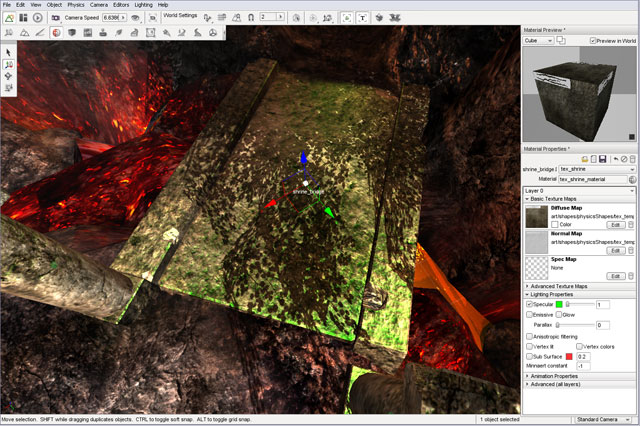 File Edit View Object Physics Camera Editors Lighting Help
Camera Speed 6.6386 World Settings 2
shrine_bridge
Material Preview *
Cube Preview in World
Material Properties *
shrine_bridge.( tex_shrine
Material tex_shrine_material
Layer 0
Basic Texture Maps
Diffuse Map
art/shapes/physicsShapes/tex_temp
Color Edit
Normal Map
art/shapes/physicsShapes/tex_temp
Edit
Spec Map
None
Edit
Advanced Texture Maps
Lighting Properties
Specular 1
Emissive Glow
Parallax 0
Anisotropic filtering
Vertex lit Vertex colors
Sub Surface 0.2
Minnaert constant -1
Animation Properties
Advanced (all layers)
Move selection. SHIFT while dragging duplicates objects. CTRL to toggle soft snap. ALT to toggle grid snap. 1 object selected Standard Camera